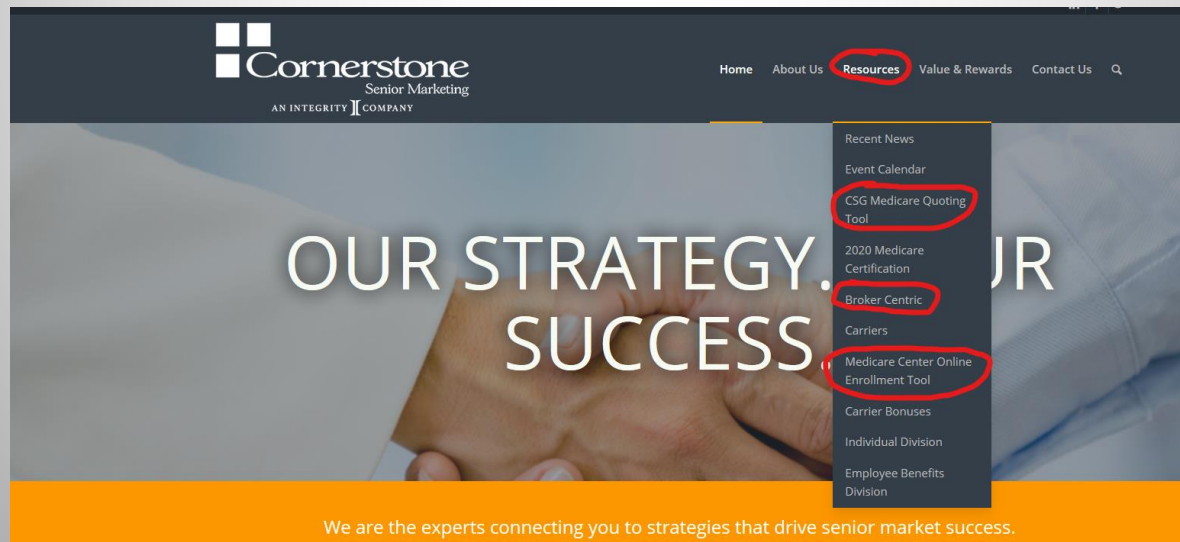 Cornerstone
Senior Marketing
AN INTEGRITY COMPANY
Home About Us Resources Value & Rewards Contact Us
Recent News
Event Calendar
CSG Medicare Quoting
Tool
2020 Medicare
Certification
Broker Centric
Carriers
Medicare Center Online
Enrollment Tool
Carrier Bonuses
Individual Division
Employee Benefits
Division
OUR STRATEGY.
SUCCESS.
We are the experts connecting you to strategies that drive senior market success.